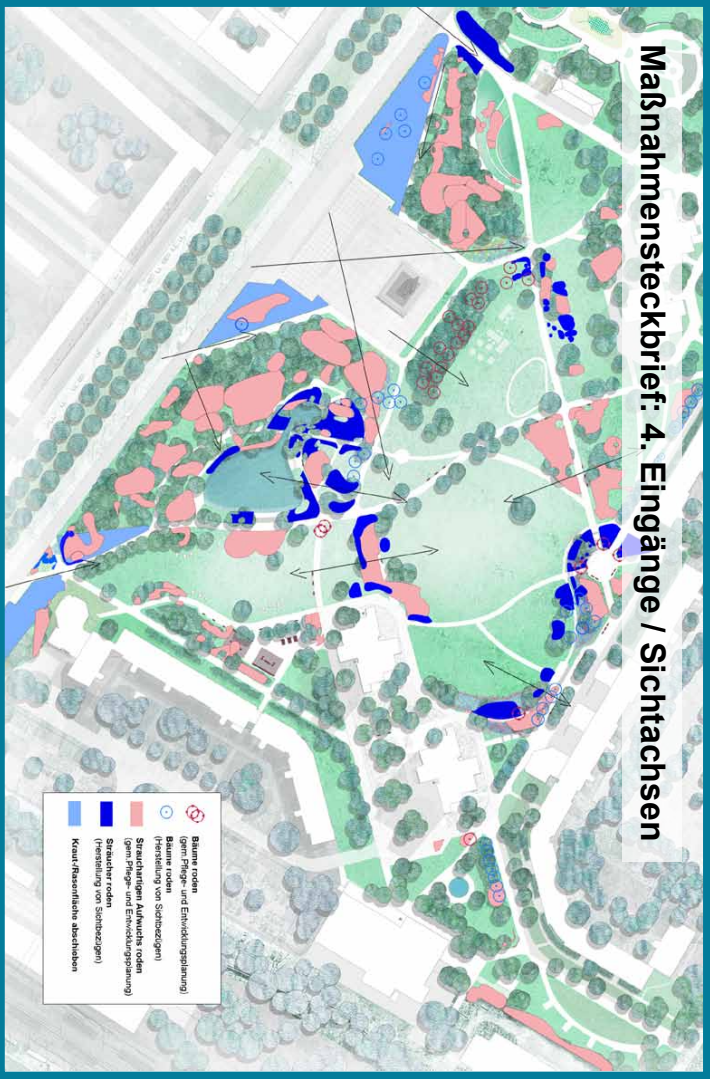 Maßnahmensteckbrief: 4. Eingänge / Sichtachsen
Bäume roden
(gem. Pflege- und Entwicklungsplanung)
Bäume roden
(Herstellung von Sichtbezügen)
Strauchartigen Aufwuchs roden
(gem. Pflege- und Entwicklungsplanung)
Sträucher roden
(Herstellung von Sichtbezügen)
Kraut-/Rasenfläche abschieben